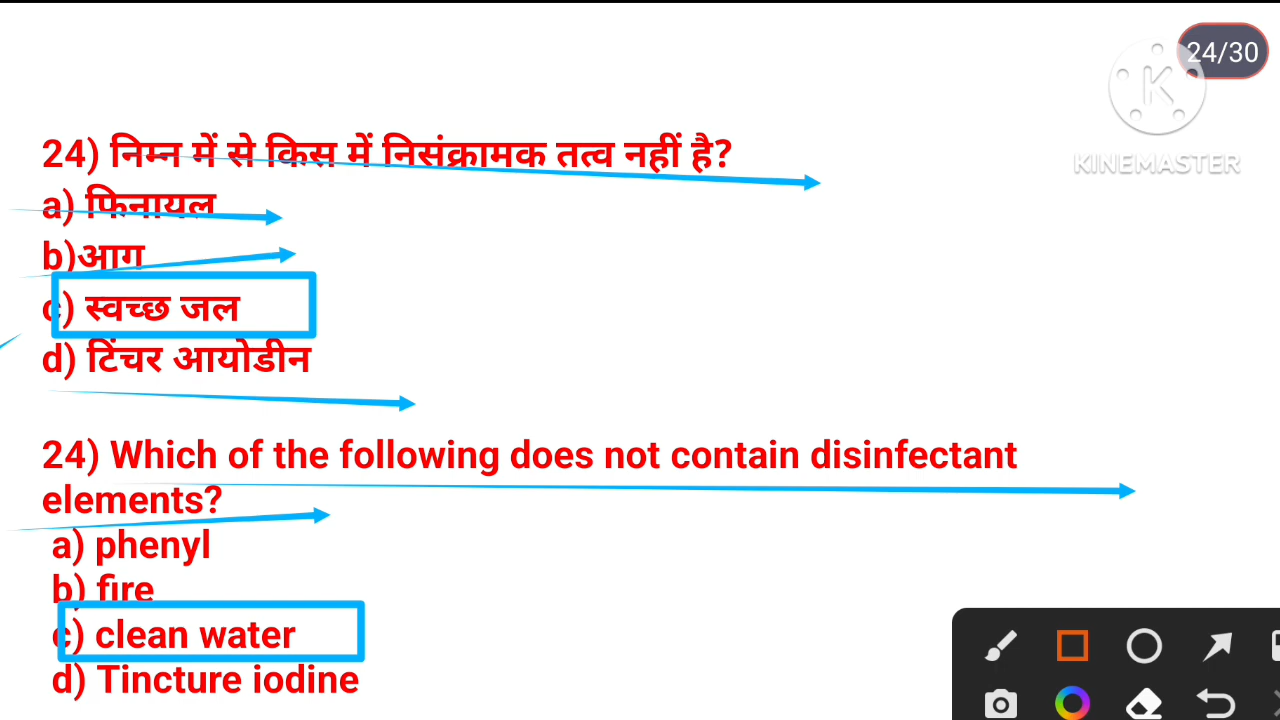 24/30
KINEMASTER
24) निम्न में से किस में निसंक्रामक तत्व नहीं है?
a) फिनायल
b)आग
c) स्वच्छ जल
d) टिंचर आयोडीन
24) Which of the following does not contain disinfectant
elements?
a) phenyl
b) fire
c) clean water
d) Tincture iodine